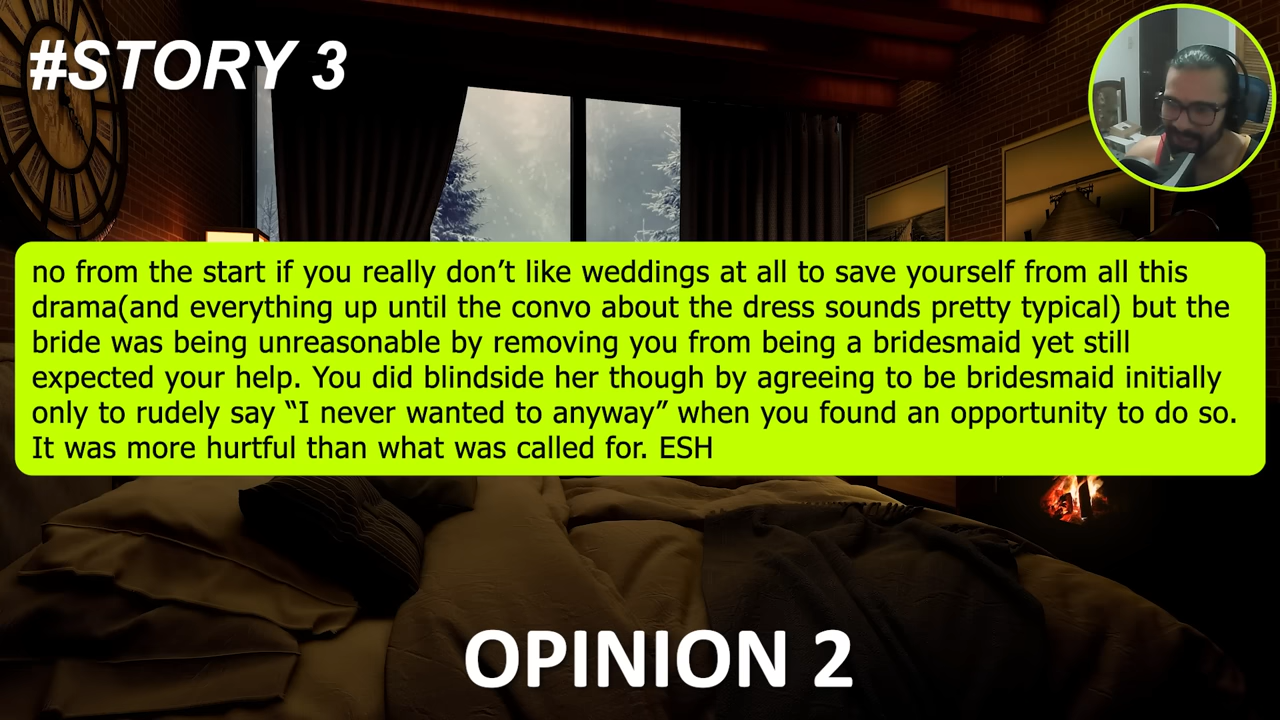 #STORY 3
no from the start if you really don’t like weddings at all to save yourself from all this
drama(and everything up until the convo about the dress sounds pretty typical) but the
bride was being unreasonable by removing you from being a bridesmaid yet still
expected your help. You did blindside her though by agreeing to be bridesmaid initially
only to rudely say “I never wanted to anyway” when you found an opportunity to do so.
It was more hurtful than what was called for. ESH
OPINION 2